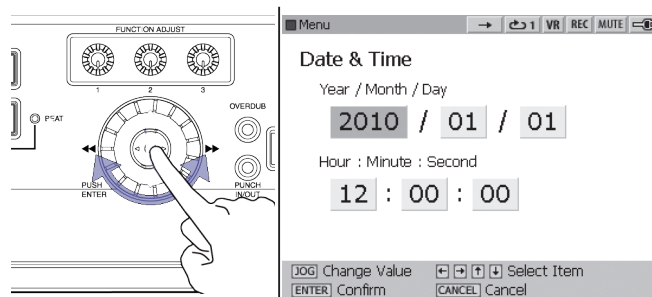 FUNCTION ADJUST
1 2 3
OVERDUB
PUSH
ENTER
PUNCH
IN/OUT
Menu
→ 1 VR REC MUTE
Date & Time
Year / Month / Day
2010 / 01 / 01
Hour : Minute : Second
12 : 00 : 00
JOG Change Value ← → ↑ ↓ Select Item
ENTER Confirm CANCEL Cancel